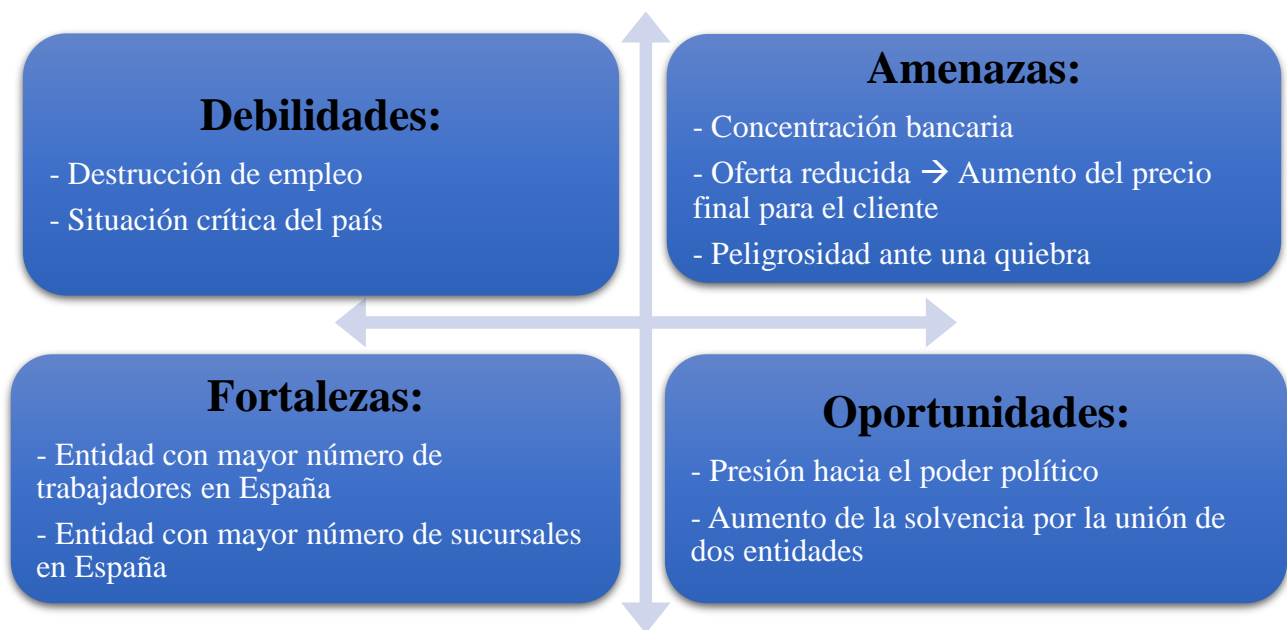 Debilidades:
- Destrucción de empleo
- Situación crítica del país
Amenazas:
- Concentración bancaria
- Oferta reducida → Aumento del precio
final para el cliente
- Peligrosidad ante una quiebra
Fortalezas:
- Entidad con mayor número de
trabajadores en España
- Entidad con mayor número de sucursales
en España
Oportunidades:
- Presión hacia el poder político
- Aumento de la solvencia por la unión de
dos entidades